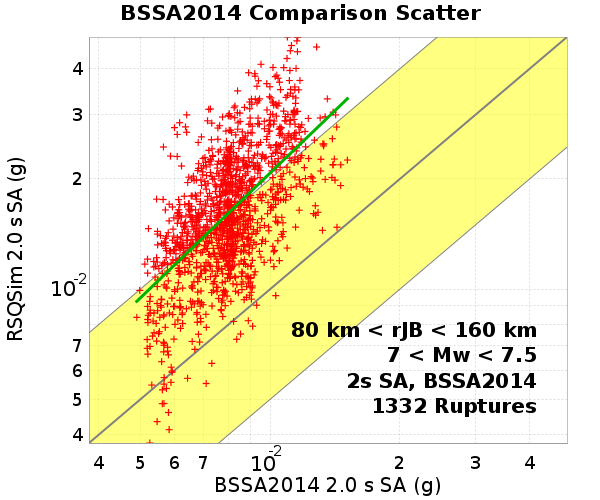 BSSA2014 Comparison Scatter
RSQSim 2.0 s SA (g)
4
3
2
10-2
7
6
5
4
80 km < rJB < 160 km
7 < Mw < 7.5
2s SA, BSSA2014
1332 Ruptures
4 5 6 7 10-2 2 3 4
BSSA2014 2.0 s SA (g)